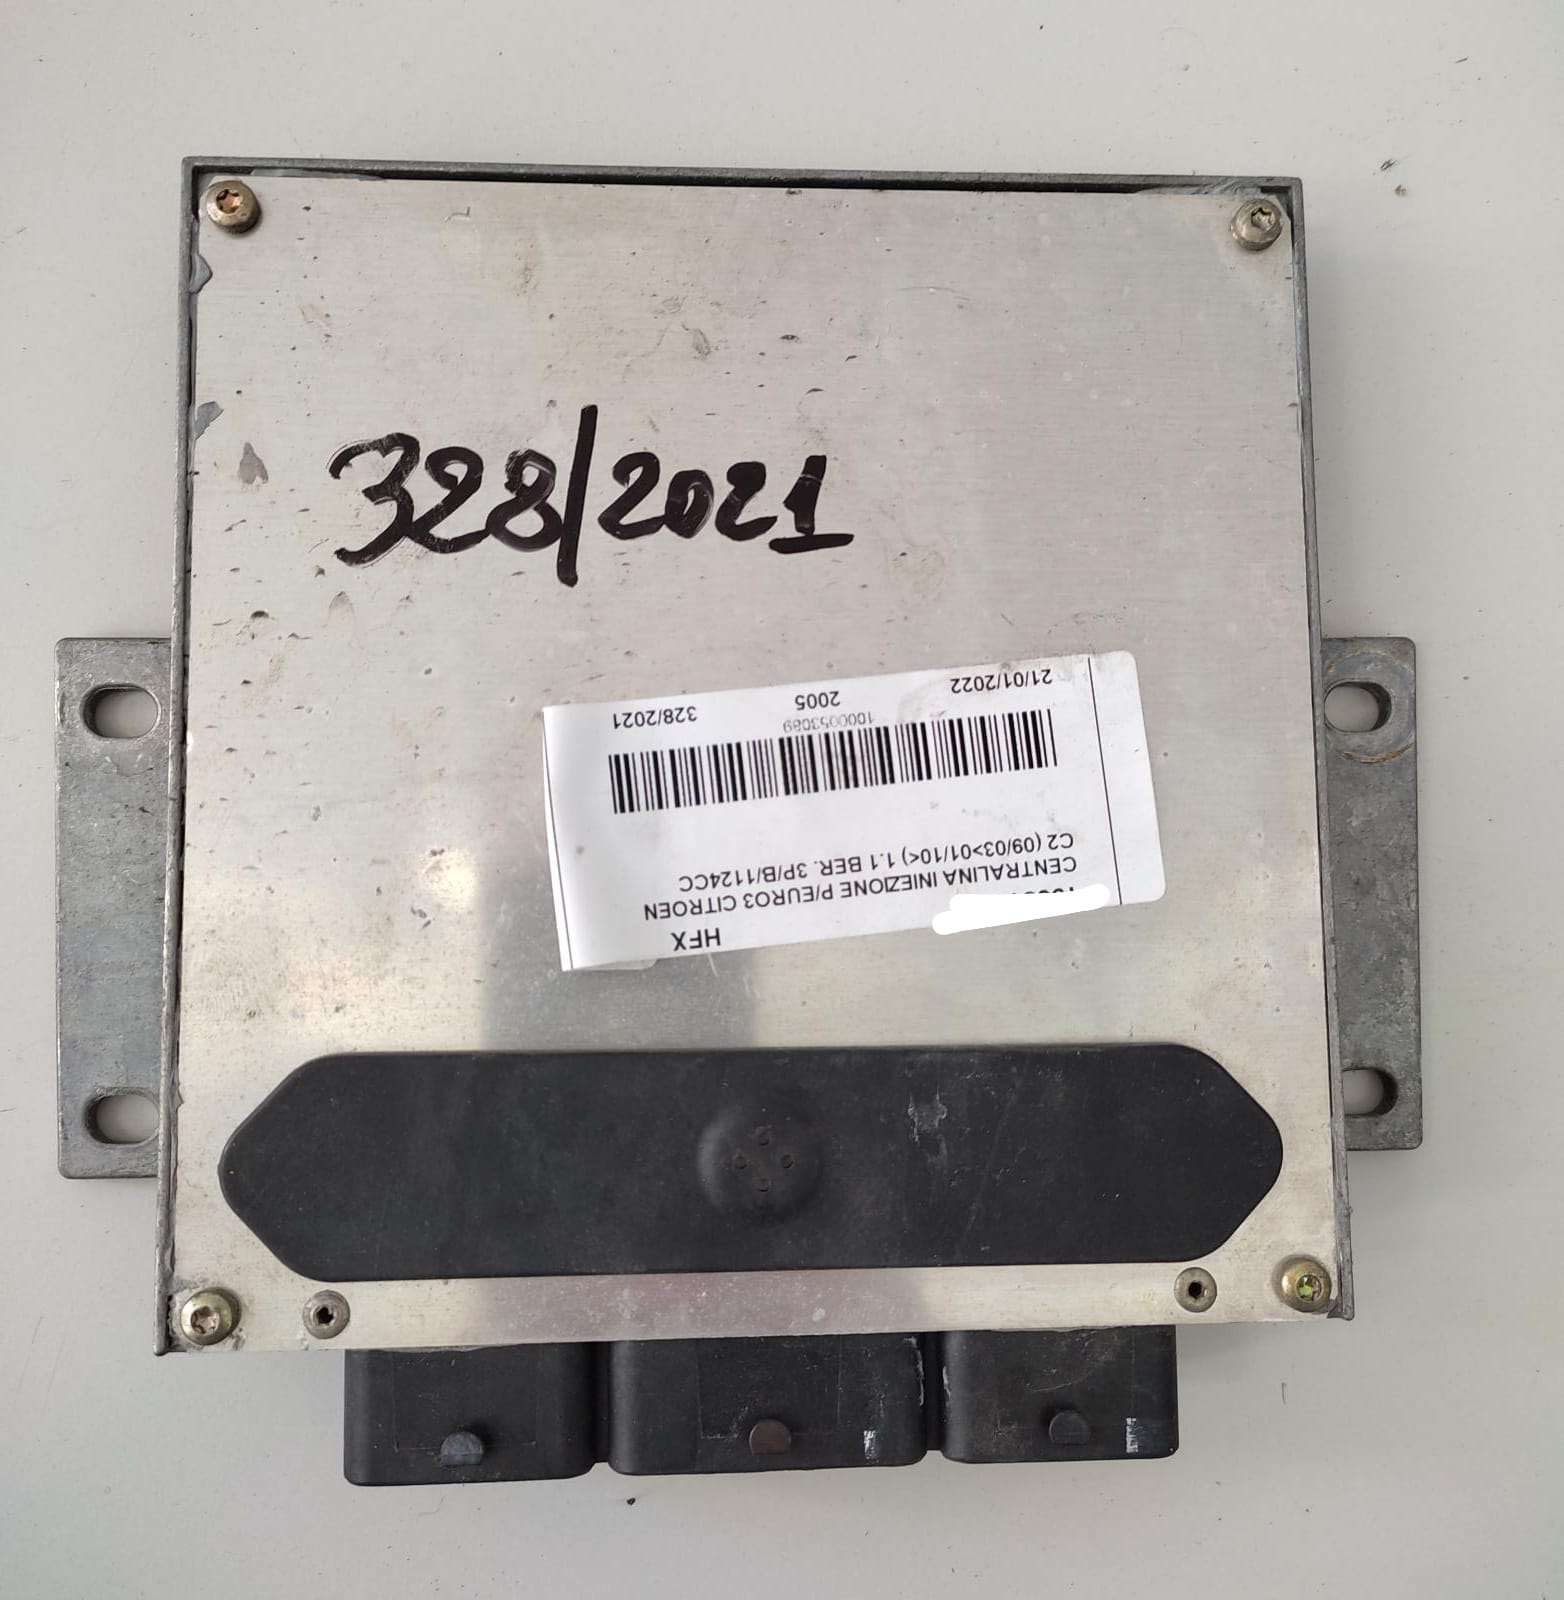 328/2021
HFX
CENTRALINA INIEZIONE P/EURO3 CITROEN
C2 (09/03>01/10<) 1.1 BER. 3P/B/1124CC
1000053089
21/01/2022 2005 328/2021